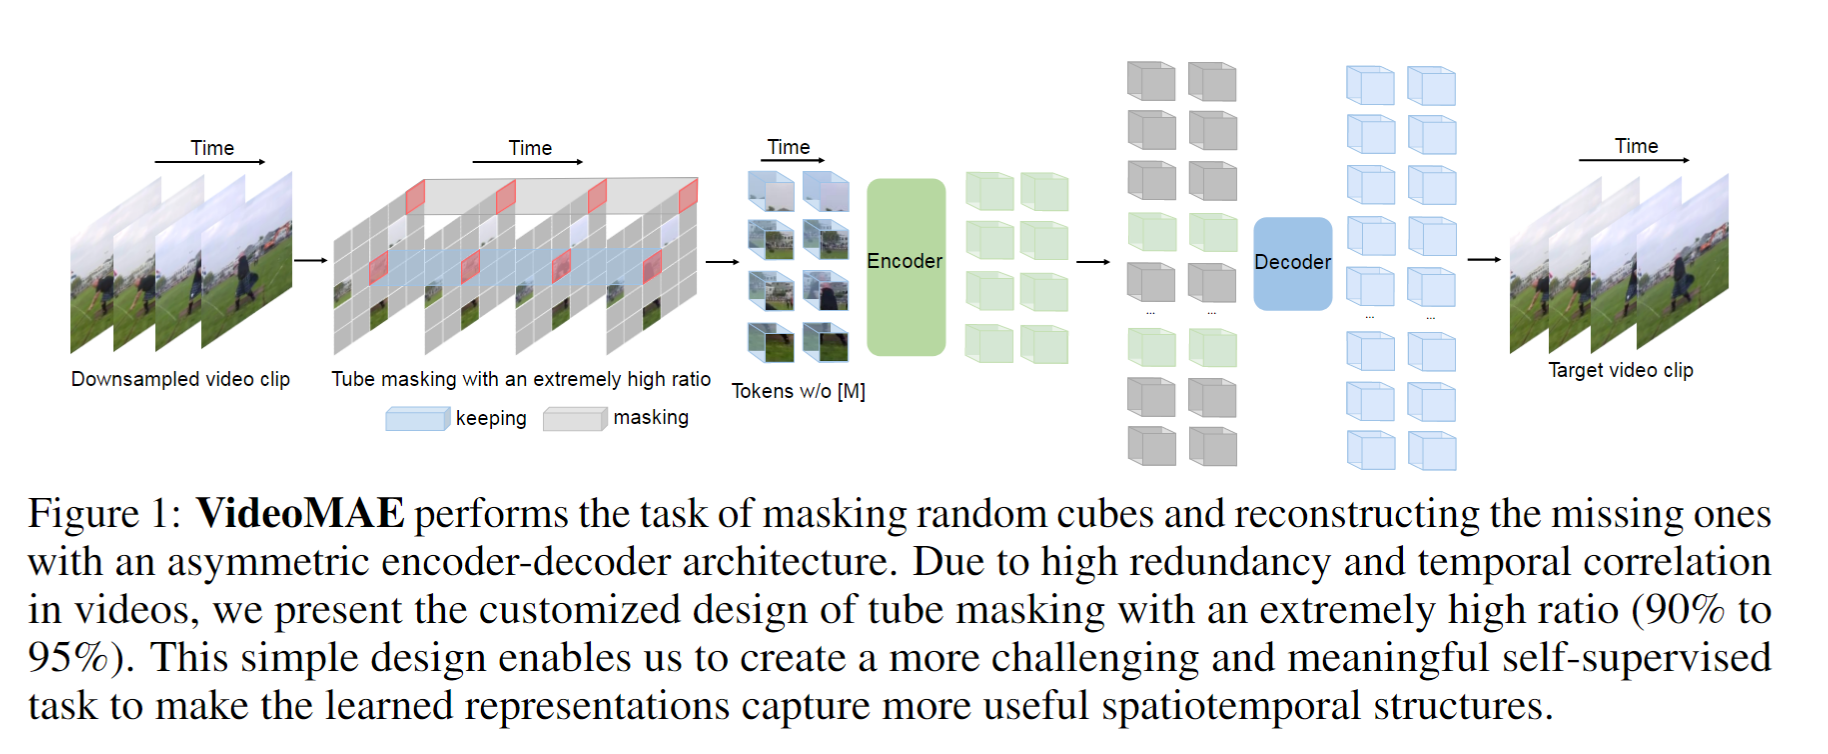 Time
Time
Time
Time
Encoder
Decoder
...
...
...
...
Downsampled video clip
Tube masking with an extremely high ratio
Tokens w/o [M]
Target video clip
keeping
masking
Figure 1: VideoMAE performs the task of masking random cubes and reconstructing the missing ones
with an asymmetric encoder-decoder architecture. Due to high redundancy and temporal correlation
in videos, we present the customized design of tube masking with an extremely high ratio (90% to
95%). This simple design enables us to create a more challenging and meaningful self-supervised
task to make the learned representations capture more useful spatiotemporal structures.